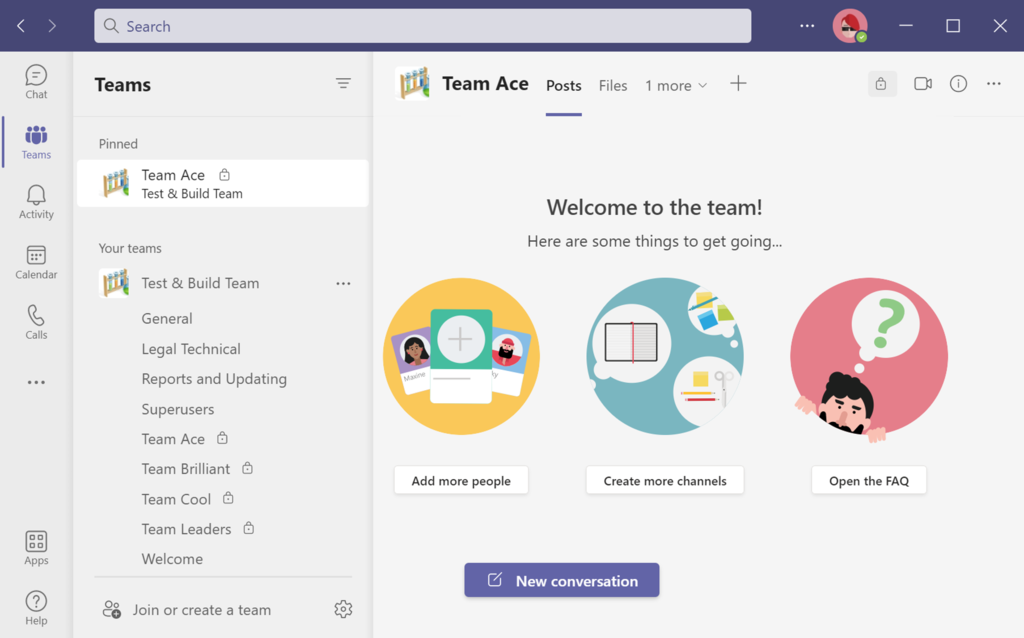 Search
Chat
Teams
Activity
Calendar
Calls
Apps
Help
Teams
Pinned
Team Ace
Test & Build Team
Your teams
Test & Build Team
General
Legal Technical
Reports and Updating
Superusers
Team Ace
Team Brilliant
Team Cool
Team Leaders
Welcome
Join or create a team
Team Ace Posts Files 1 more
Welcome to the team!
Here are some things to get going...
Maxine
?
Add more people
Create more channels
Open the FAQ
New conversation